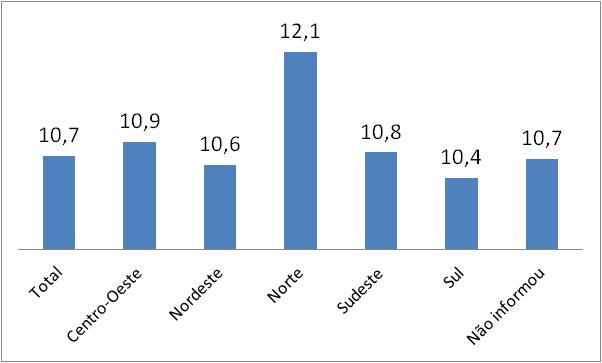 10,7
10,9
10,6
12,1
10,8
10,4
10,7
Total
Centro-Oeste
Nordeste
Norte
Sudeste
Sul
Não informou